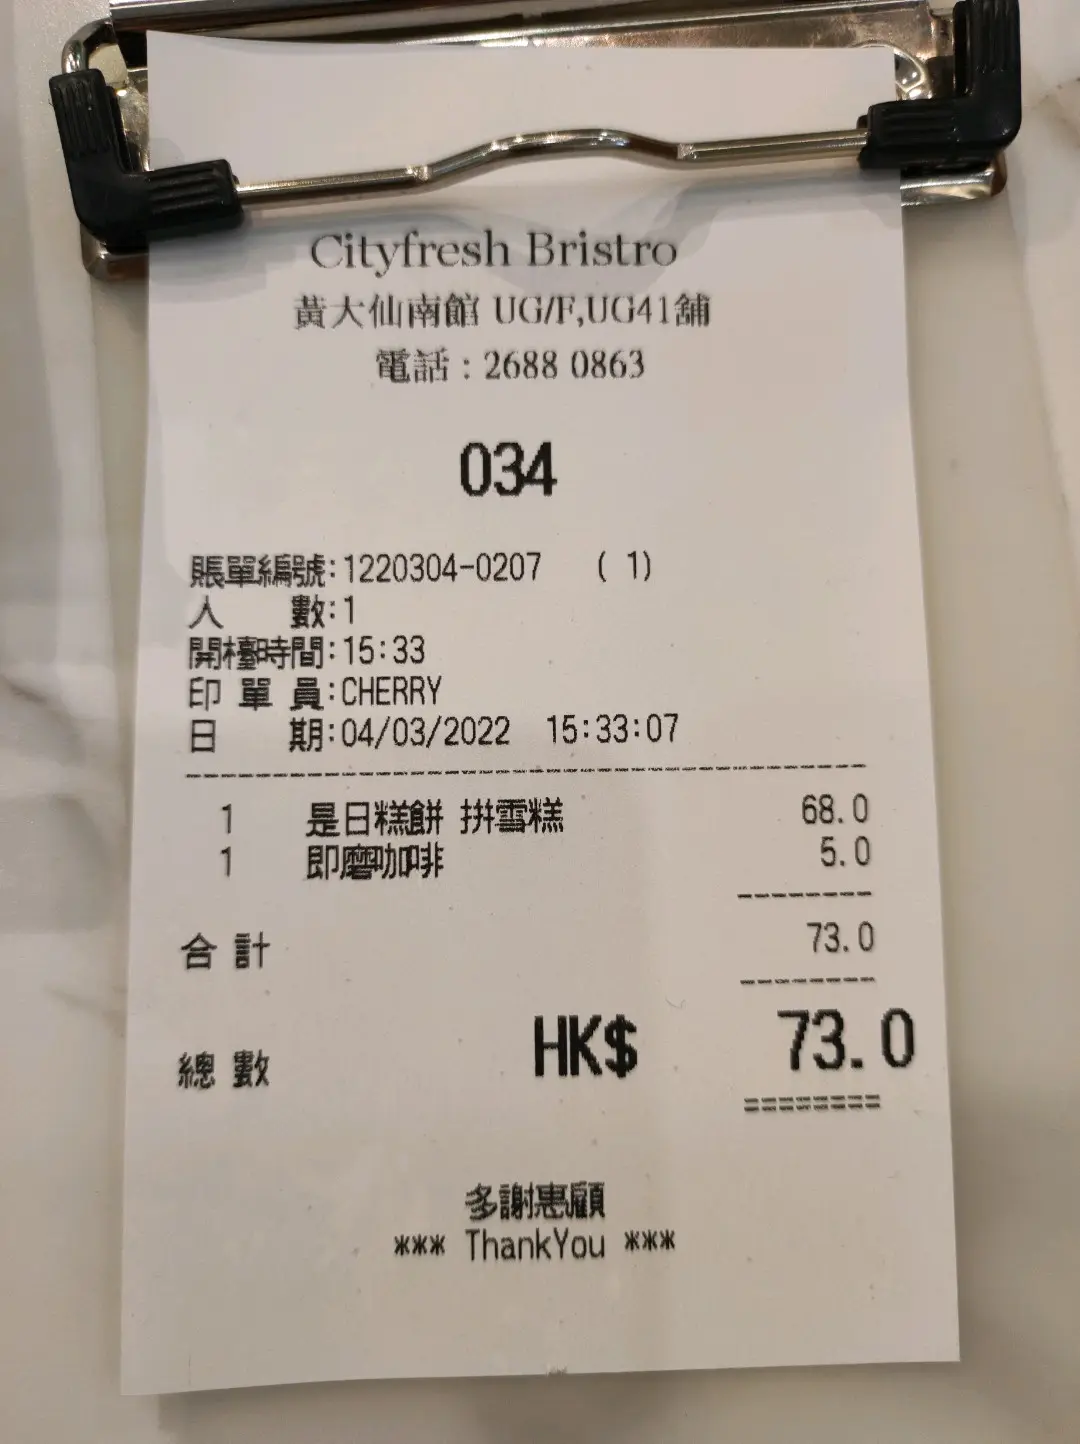 Cityfresh Bristro
黃大仙南館 UG/F,UG41舖
電話 : 2688 0863
034
賬單編號:1220304-0207 ( 1)
人 數:1
開檯時間:15:33
印 單 員:CHERRY
日 期:04/03/2022 15:33:07
1 是日糕餅 拼雪糕 68.0
1 即磨咖啡 5.0
合 計 73.0
總 數 HK$ 73.0
========
多謝惠顧
*** ThankYou ***